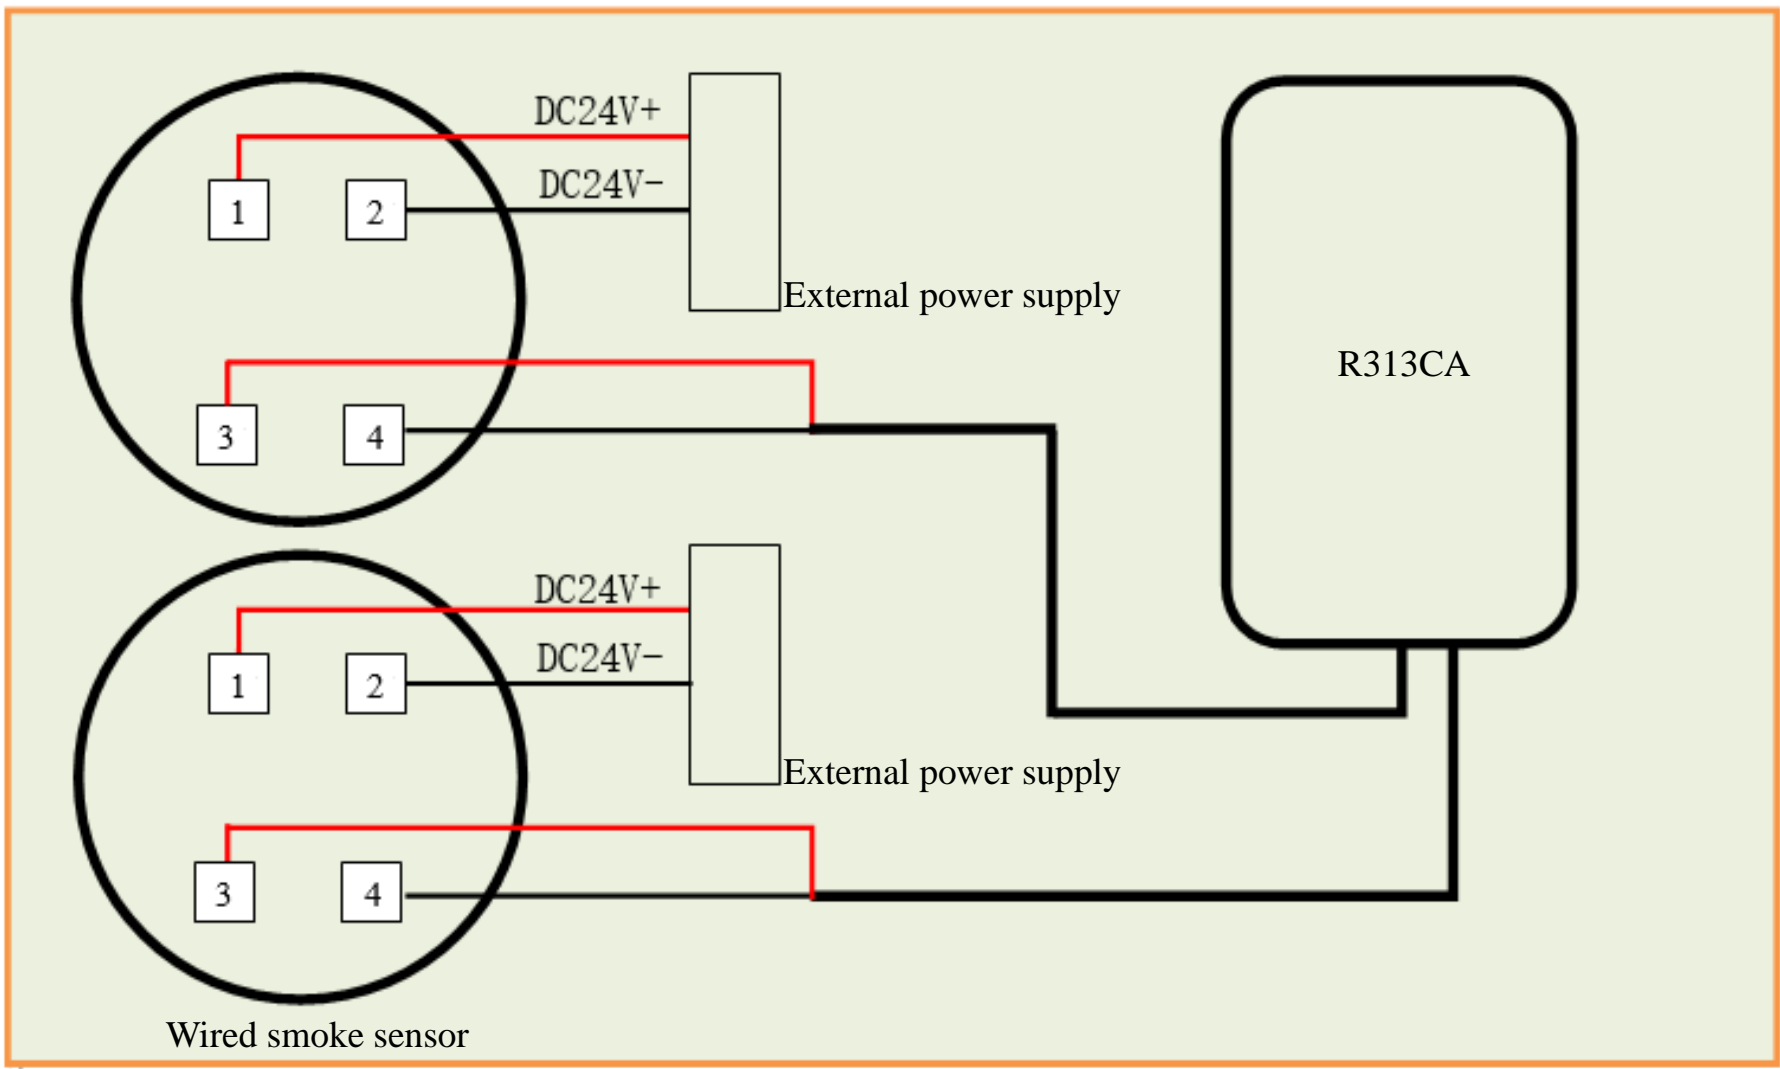 DC24V+
DC24V-
1
2
External power supply
R313CA
3
4
DC24V+
DC24V-
1
2
External power supply
3
4
Wired smoke sensor